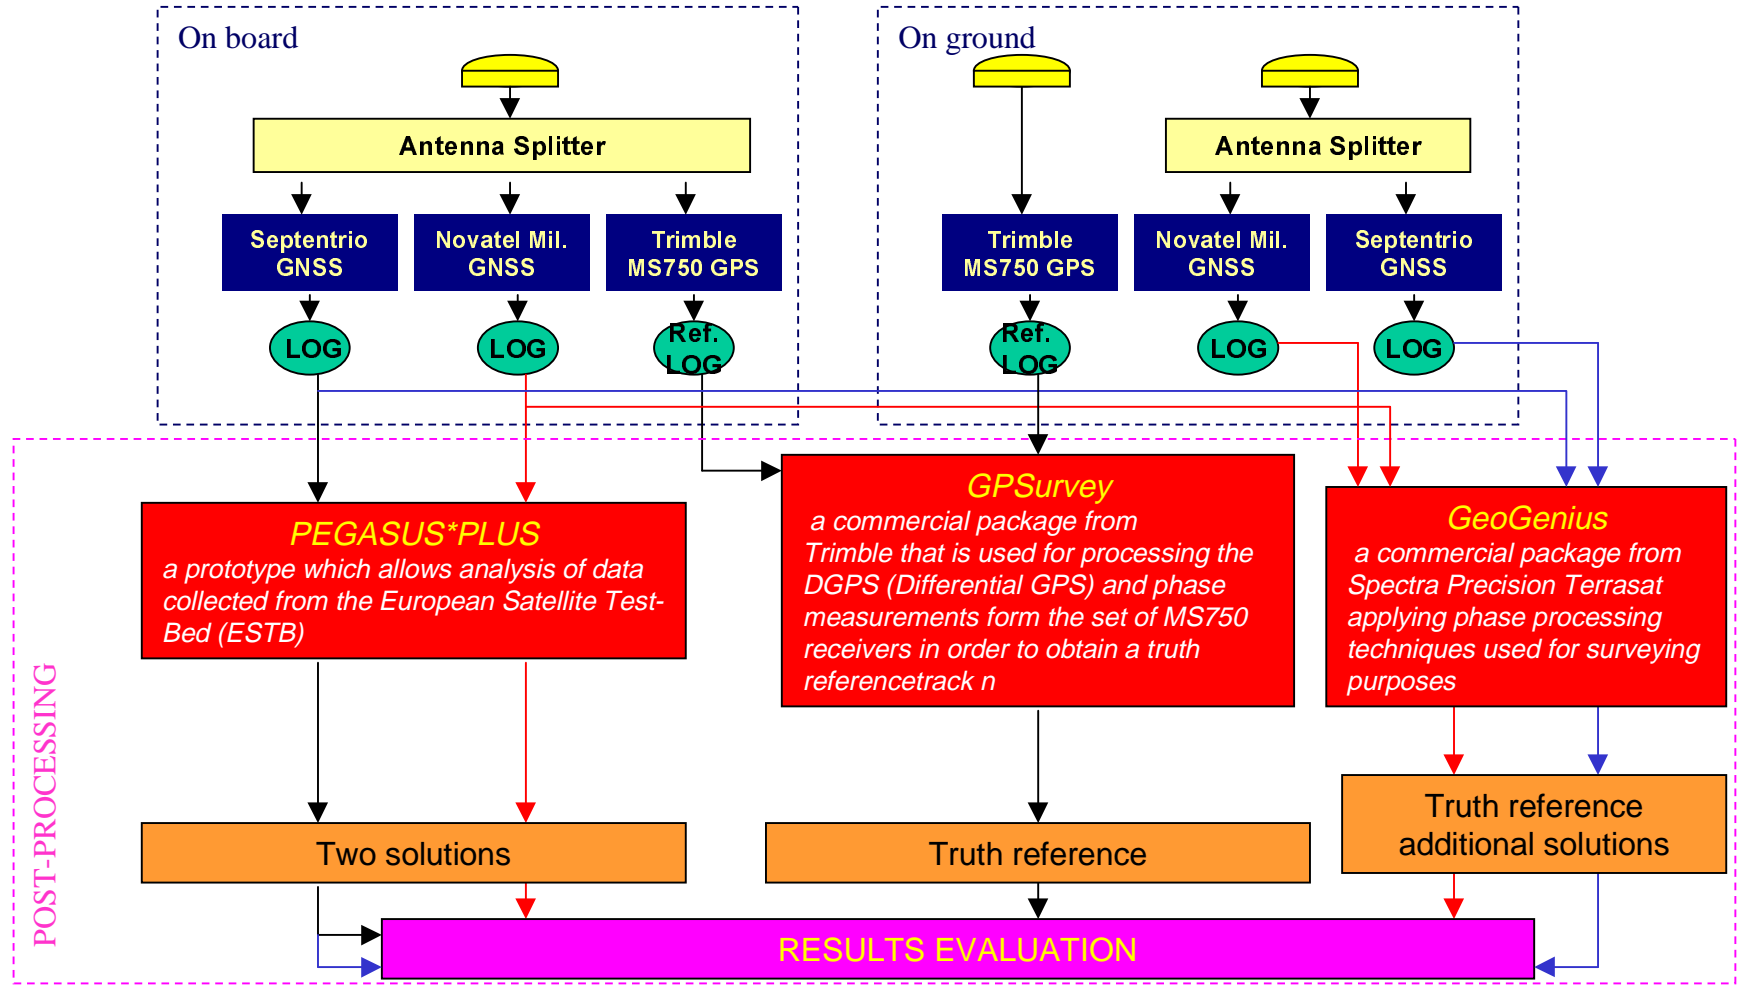 On board
On ground
Antenna Splitter
Antenna Splitter
Septentrio
GNSS
Novatel Mil.
GNSS
Trimble
MS750 GPS
Trimble
MS750 GPS
Novatel Mil.
GNSS
Septentrio
GNSS
LOG
LOG
Ref.
LOG
Ref.
LOG
LOG
LOG
PEGASUS*PLUS
a prototype which allows analysis of data
collected from the European Satellite Test-
Bed (ESTB)
GPSurvey
a commercial package from
Trimble that is used for processing the
DGPS (Differential GPS) and phase
measurements form the set of MS750
receivers in order to obtain a truth
referencetrack n
GeoGenius
a commercial package from
Spectra Precision Terrasat
applying phase processing
techniques used for surveying
purposes
POST-PROCESSING
Two solutions
Truth reference
Truth reference
additional solutions
RESULTS EVALUATION